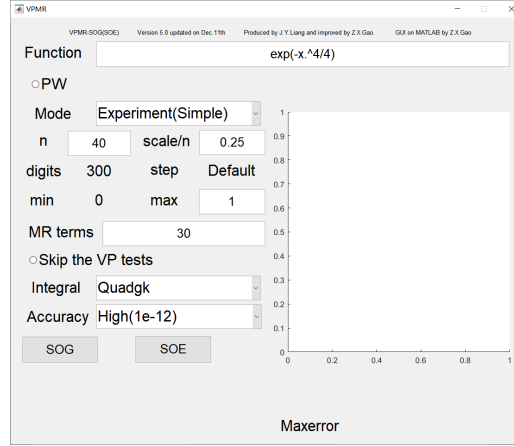 VPMR
VPMR-SOG(SOE) Version 5.0 updated on Dec.11th Produced by J.Y.Liang and improved by Z.X.Gao. GUI on MATLAB by Z.X.Gao
Function exp(-x.^4/4)
PW
Mode Experiment(Simple)
n 40 scale/n 0.25
digits 300 step Default
min 0 max 1
MR terms 30
Skip the VP tests
Integral Quadgk
Accuracy High(1e-12)
SOG SOE
1
0.9
0.8
0.7
0.6
0.5
0.4
0.3
0.2
0.1
0
0 0.2 0.4 0.6 0.8 1
Maxerror